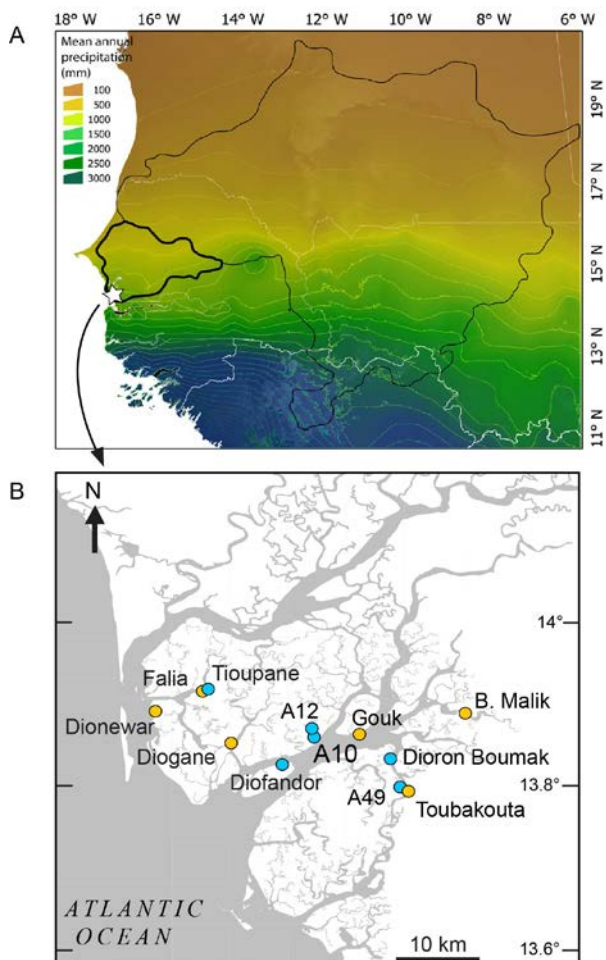 A
18° W 16° W 14° W 12° W 10° W 8° W 6° W
Mean annual
precipitation
(mm)
100
500
1000
1500
2000
2500
3000
19° N
17° N
15° N
13° N
11° N
B
N
14°
Falia
Tioupane
Dionewar
A12
Gouk
B. Malik
Diogane
A10
Dioron Boumak
Diofandor
13.8°
A49
Toubakouta
ATLANTIC
OCEAN
10 km
13.6°